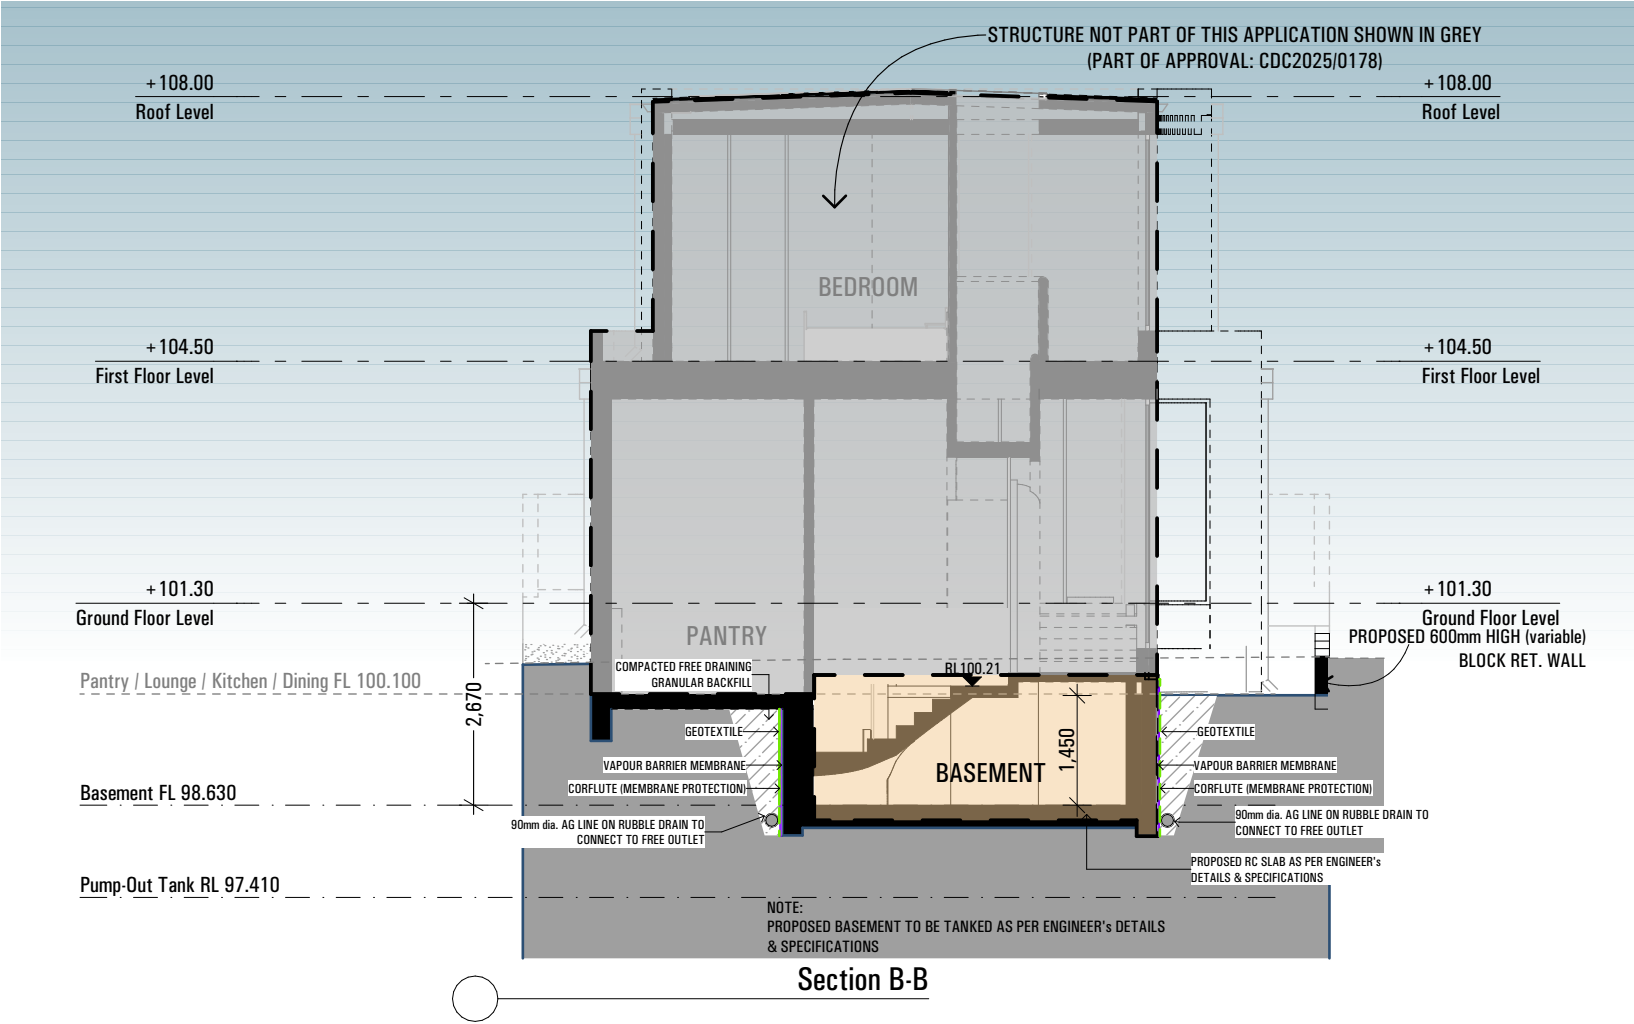 STRUCTURE NOT PART OF THIS APPLICATION SHOWN IN GREY
(PART OF APPROVAL: CDC2025/0178)
+108.00
Roof Level
+108.00
Roof Level
BEDROOM
+104.50
First Floor Level
+104.50
First Floor Level
+101.30
Ground Floor Level
+101.30
Ground Floor Level
PROPOSED 600mm HIGH (variable)
BLOCK RET. WALL
PANTRY
COMPACTED FREE DRAINING
GRANULAR BACKFILL
RL100.21
Pantry / Lounge / Kitchen / Dining FL 100.100
2,670
1,450
GEOTEXTILE
GEOTEXTILE
VAPOUR BARRIER MEMBRANE
BASEMENT
VAPOUR BARRIER MEMBRANE
CORFLUTE (MEMBRANE PROTECTION)
CORFLUTE (MEMBRANE PROTECTION)
Basement FL 98.630
90mm dia. AG LINE ON RUBBLE DRAIN TO
CONNECT TO FREE OUTLET
90mm dia. AG LINE ON RUBBLE DRAIN TO
CONNECT TO FREE OUTLET
PROPOSED RC SLAB AS PER ENGINEER's
DETAILS & SPECIFICATIONS
Pump-Out Tank RL 97.410
NOTE:
PROPOSED BASEMENT TO BE TANKED AS PER ENGINEER's DETAILS
& SPECIFICATIONS
Section B-B